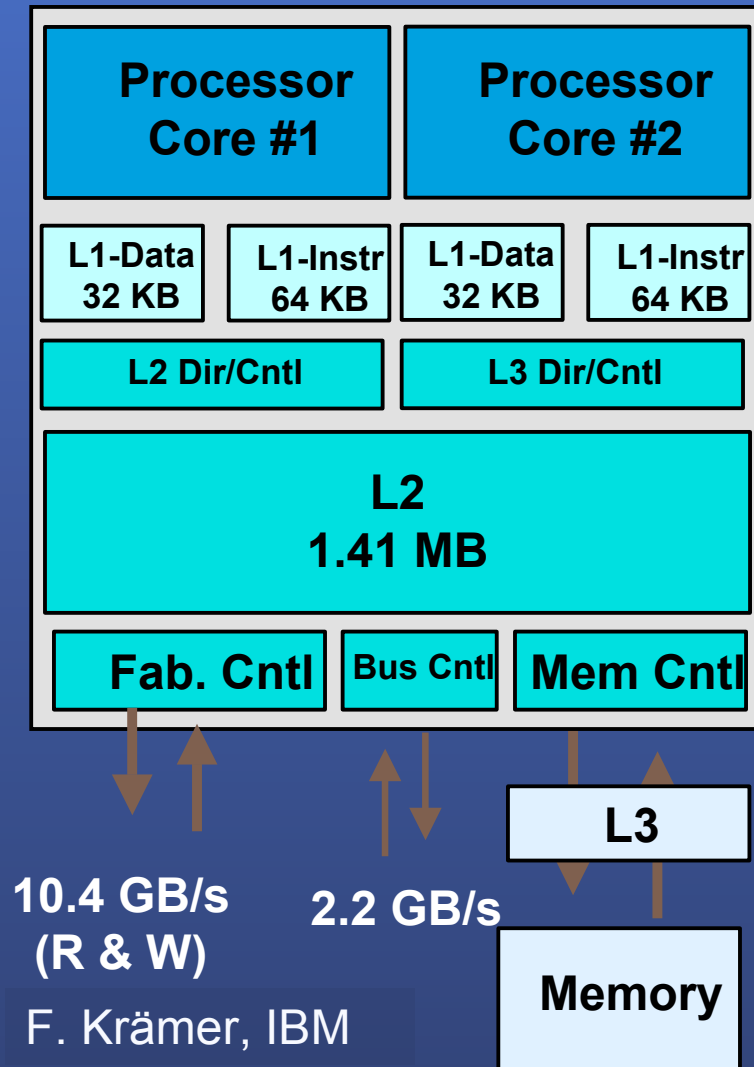 Processor
Core #1
Processor
Core #2
L1-Data
32 KB
L1-Instr
64 KB
L1-Data
32 KB
L1-Instr
64 KB
L2 Dir/Cntl
L3 Dir/Cntl
L2
1.41 MB
Fab. Cntl
Bus Cntl
Mem Cntl
L3
10.4 GB/s
(R & W)
2.2 GB/s
Memory
F. Krämer, IBM